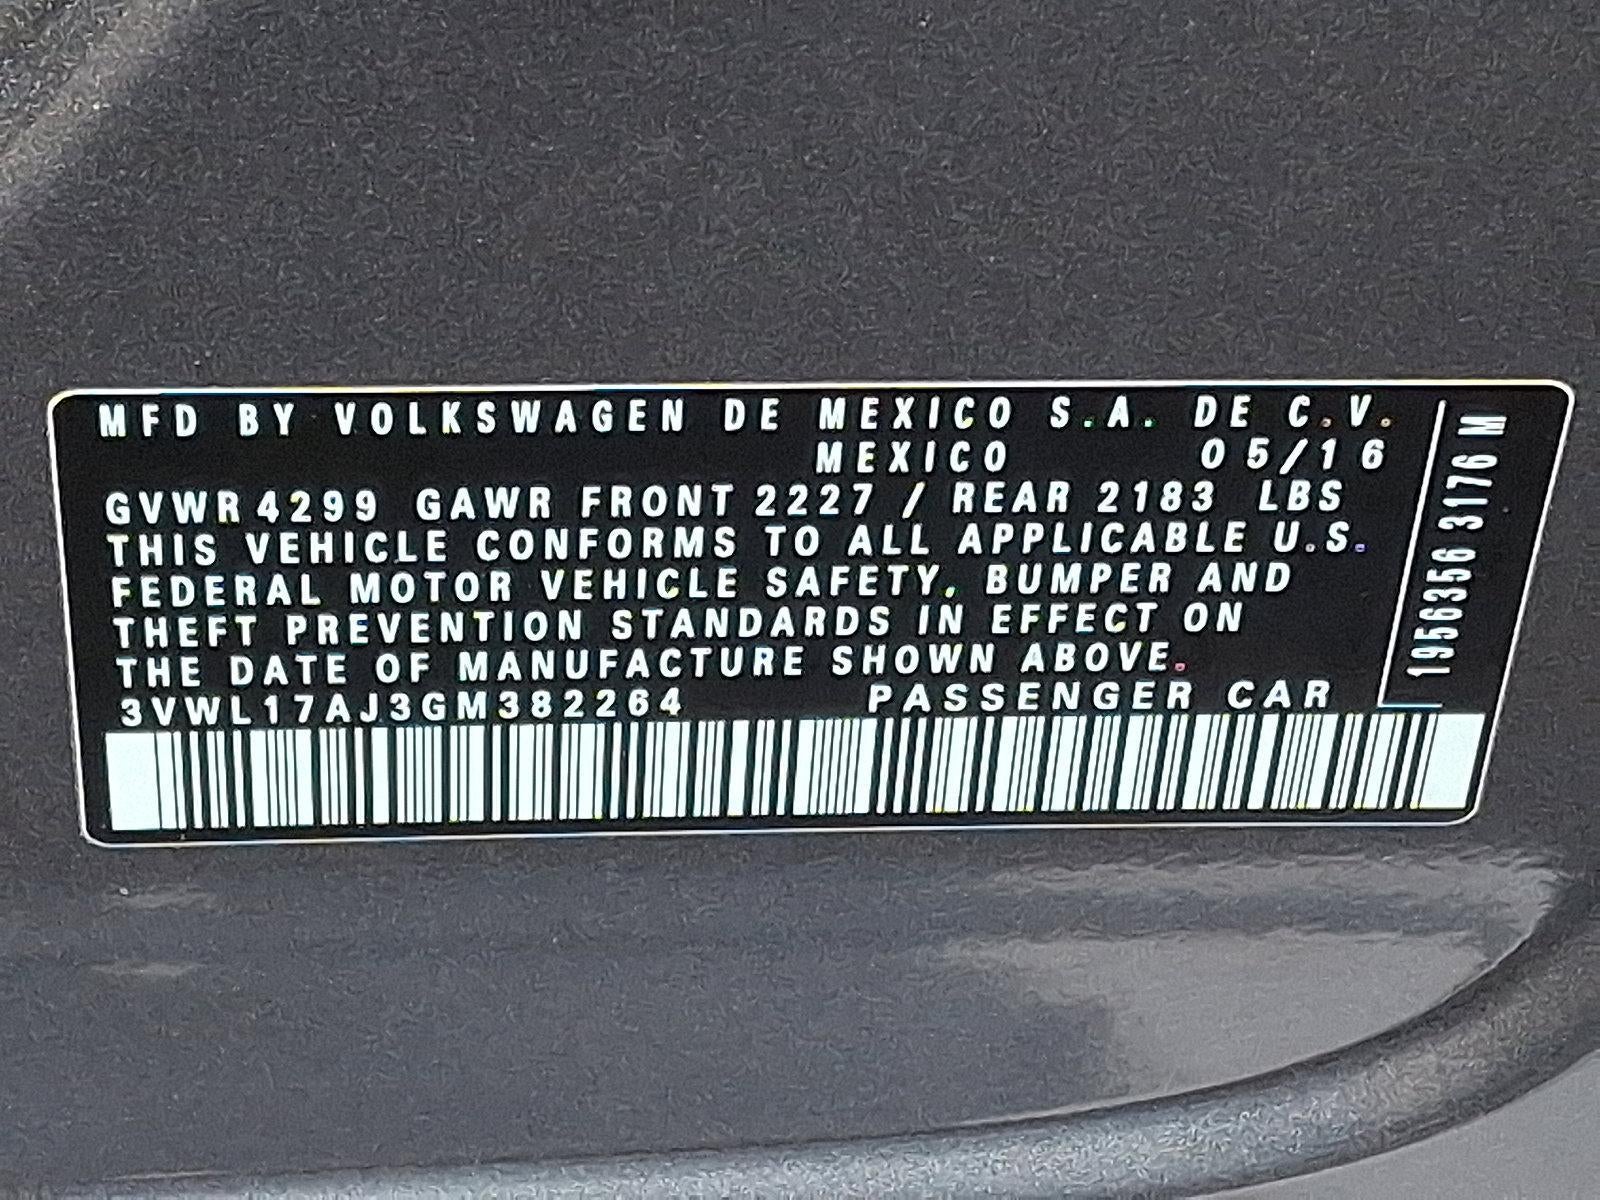 MFD BY VOLKSWAGEN DE MEXICO S.A. DE C.V.
MEXICO 05/16
GVWR 4299 GAWR FRONT 2227 / REAR 2183 LBS
THIS VEHICLE CONFORMS TO ALL APPLICABLE U.S.
FEDERAL MOTOR VEHICLE SAFETY, BUMPER AND
THEFT PREVENTION STANDARDS IN EFFECT ON
THE DATE OF MANUFACTURE SHOWN ABOVE.
3VWL17AJ3GM382264 PASSENGER CAR
1956356 3176 M